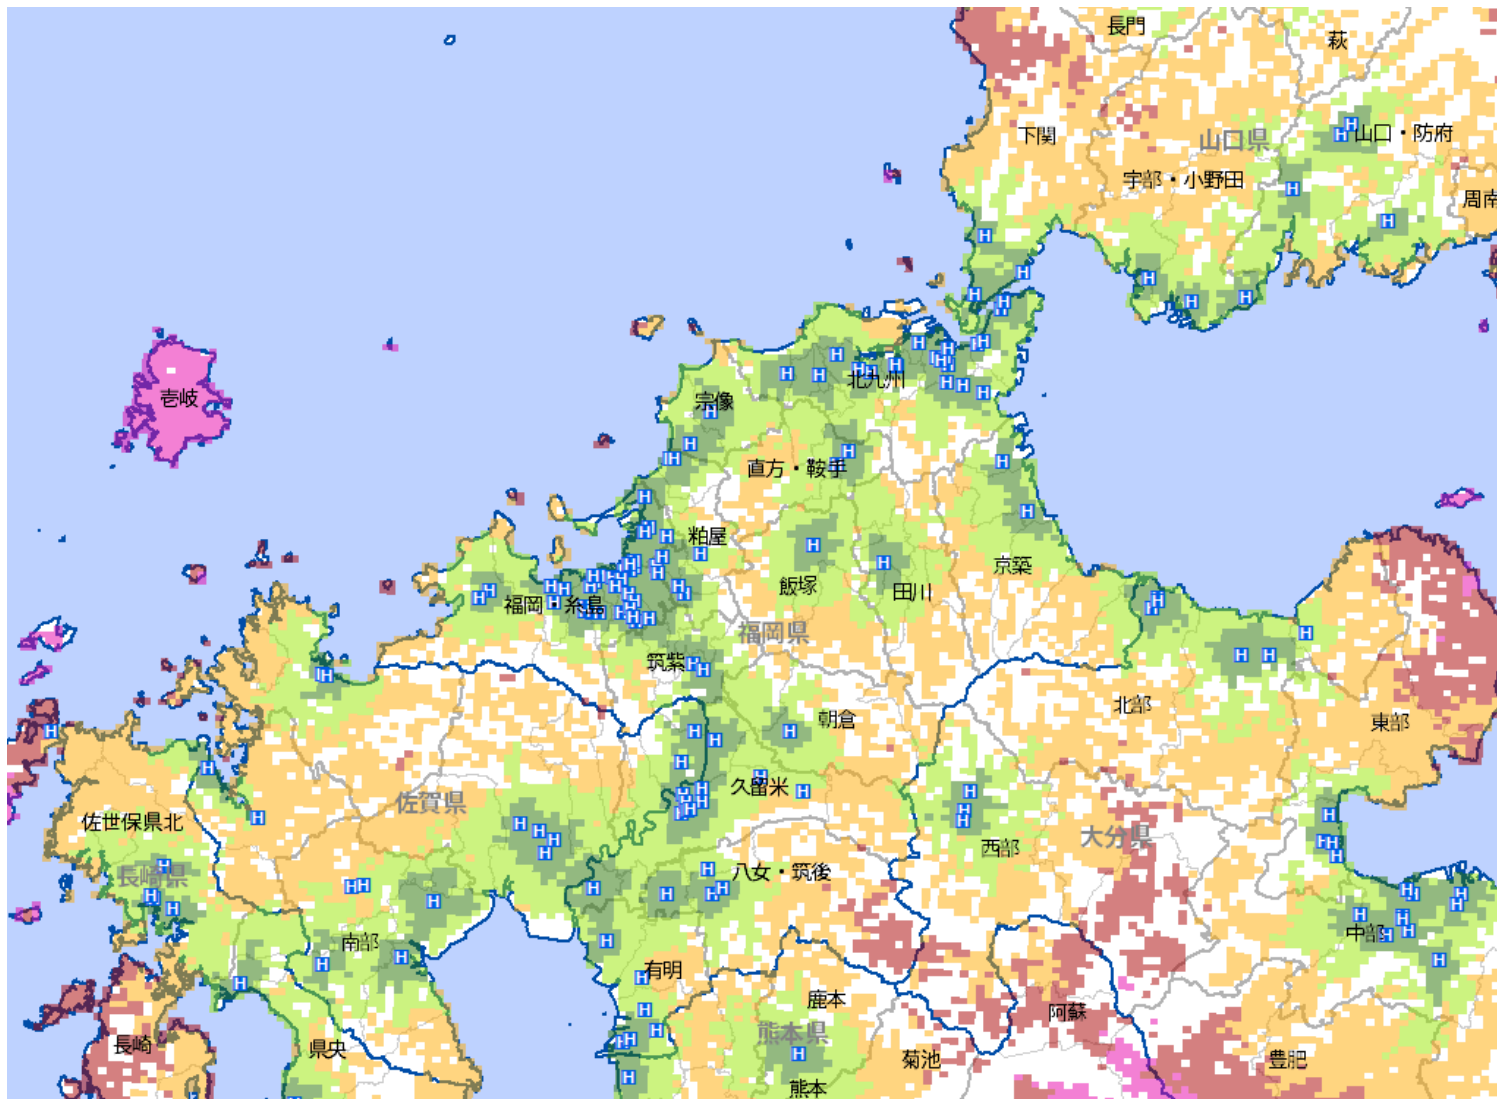 長門
萩
下関
山口県
山口・防府
宇部・小野田
周南
北九州
壱岐
宗像
直方・鞍手
粕屋
京築
飯塚
田川
福岡・糸島
福岡県
筑紫
北部
朝倉
東部
久留米
佐賀県
佐世保県北
大分県
西部
八女・筑後
長崎県
中部
南部
有明
鹿本
阿蘇
熊本県
長崎
県央
菊池
豊肥
熊本